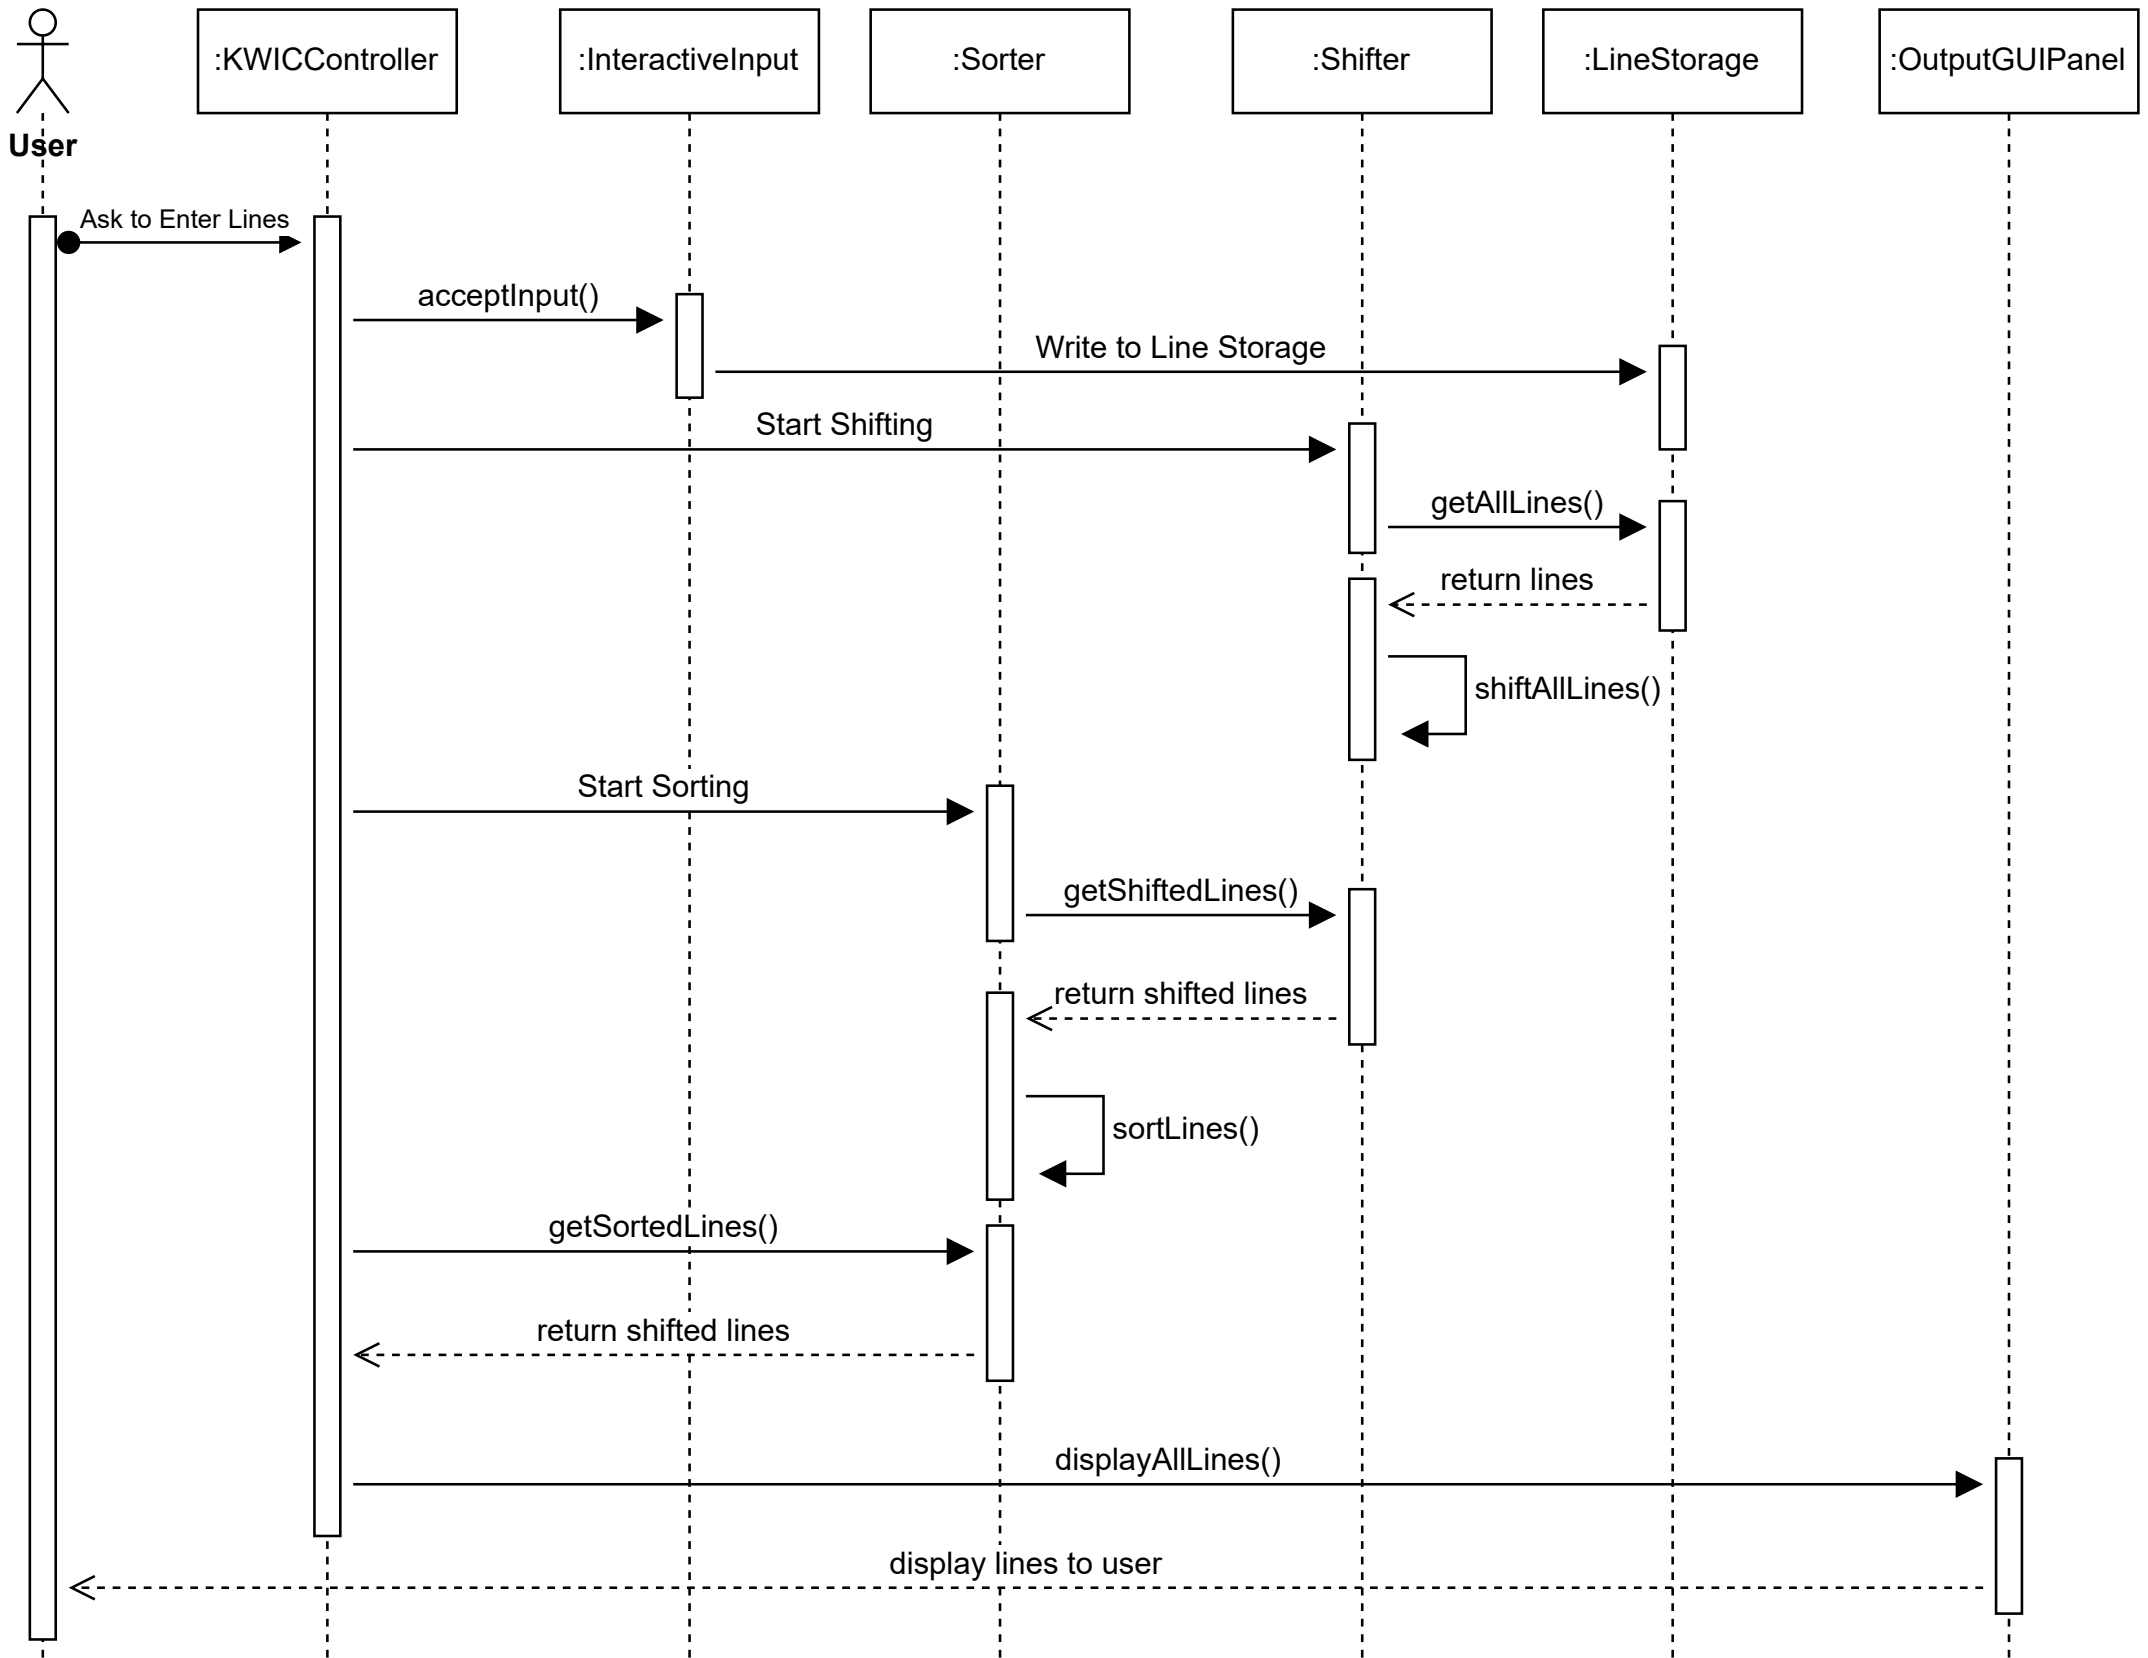 :KWICController
:InteractiveInput
:Sorter
:Shifter
:LineStorage
:OutputGUIPanel
User
Ask to Enter Lines
acceptInput()
Write to Line Storage
Start Shifting
getAllLines()
return lines
shiftAllLines()
Start Sorting
getShiftedLines()
return shifted lines
sortLines()
getSortedLines()
return shifted lines
displayAllLines()
display lines to user